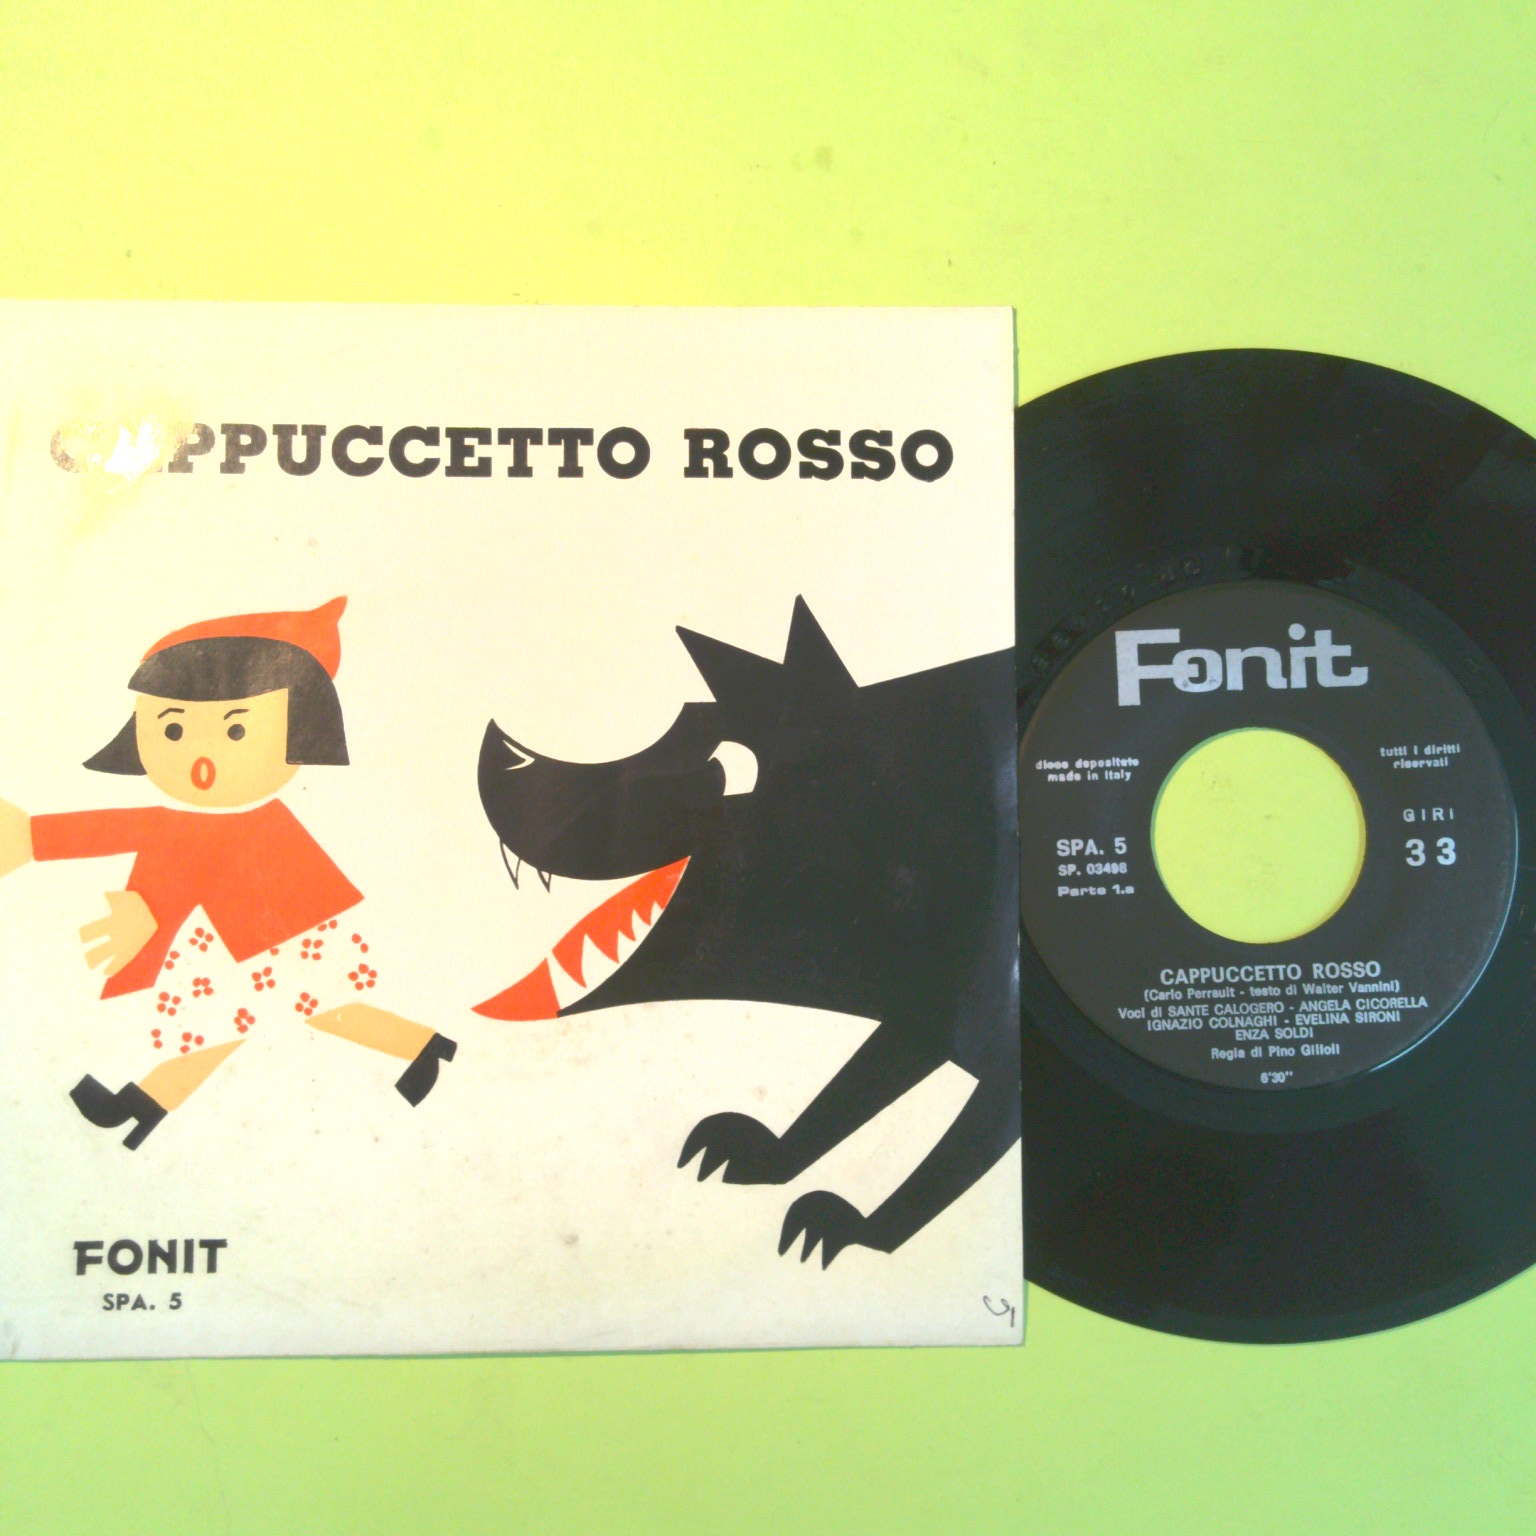 CAPPUCCETTO ROSSO
FONIT
SPA. 5
Fonit
disco depositato
made in Italy
tutti i diritti
riservati
GIRI
33
SPA. 5
SP. 03498
Parte 1.a
CAPPUCCETTO ROSSO
(Carlo Perrault - testo di Walter Vannini)
Voci di SANTE CALOGERO - ANGELA CICORELLA
IGNAZIO COLNAGHI - EVELINA SIRONI
ENZA SOLDI
Regia di Pino Gilioli
6'30"